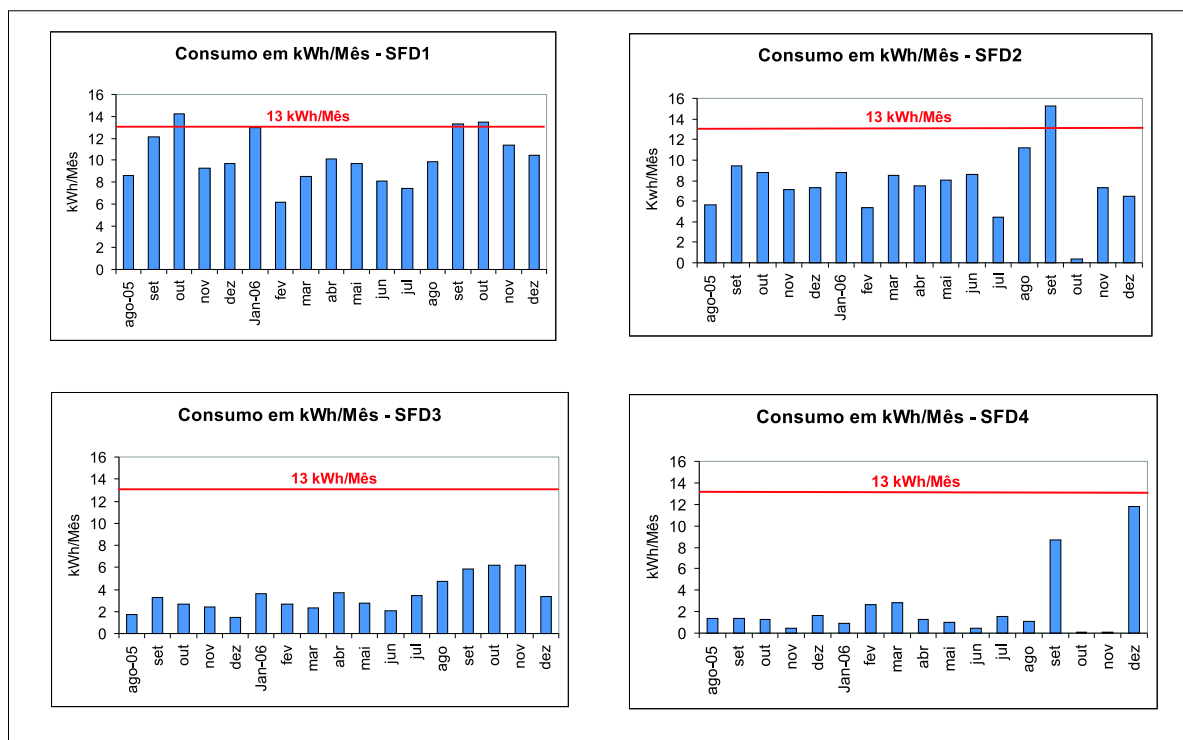 Consumo em kWh/Mês - SFD1
16
14
12
10
8
6
4
2
0
kWh/Mês
13 kWh/Mês
ago-05
set
out
nov
dez
Jan-06
fev
mar
abr
mai
jun
jul
ago
set
out
nov
dez
Consumo em kWh/Mês - SFD2
16
14
12
10
8
6
4
2
0
Kwh/Mês
13 kWh/Mês
ago-05
set
out
nov
dez
Jan-06
fev
mar
abr
mai
jun
jul
ago
set
out
nov
dez
Consumo em kWh/Mês - SFD3
16
14
12
10
8
6
4
2
0
kWh/Mês
13 kWh/Mês
ago-05
set
out
nov
dez
Jan-06
fev
mar
abr
mai
jun
jul
ago
set
out
nov
dez
Consumo em kWh/Mês - SFD4
16
14
12
10
8
6
4
2
0
kWh/Mês
13 kWh/Mês
ago-05
set
out
nov
dez
Jan-06
fev
mar
abr
mai
jun
jul
ago
set
out
nov
dez